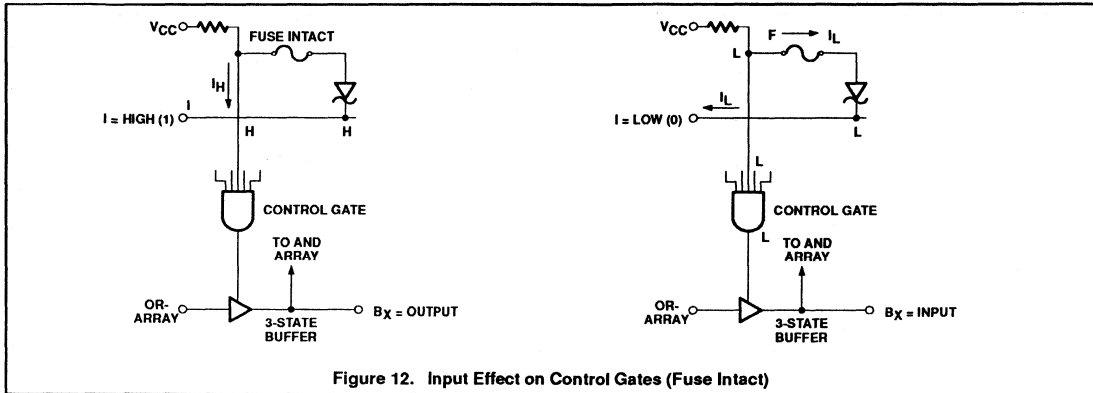 VCC
FUSE INTACT
IH
I
I = HIGH (1)
H
H
CONTROL GATE
TO AND
ARRAY
OR-
ARRAY
3-STATE
BUFFER
BX = OUTPUT
VCC
F
IL
L
IL
I = LOW (0)
L
L
CONTROL GATE
L
TO AND
ARRAY
OR-
ARRAY
3-STATE
BUFFER
BX = INPUT
Figure 12. Input Effect on Control Gates (Fuse Intact)